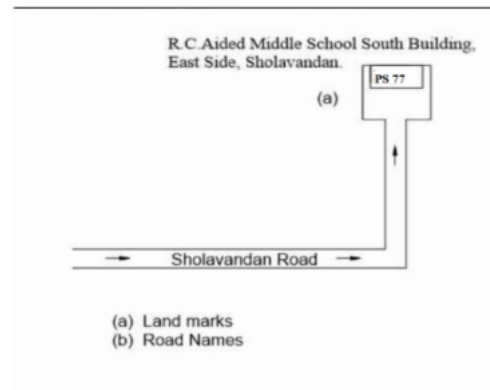 R.C.Aided Middle School South Building,
East Side, Sholavandan.
PS 77
(a)
Sholavandan Road
(a) Land marks
(b) Road Names